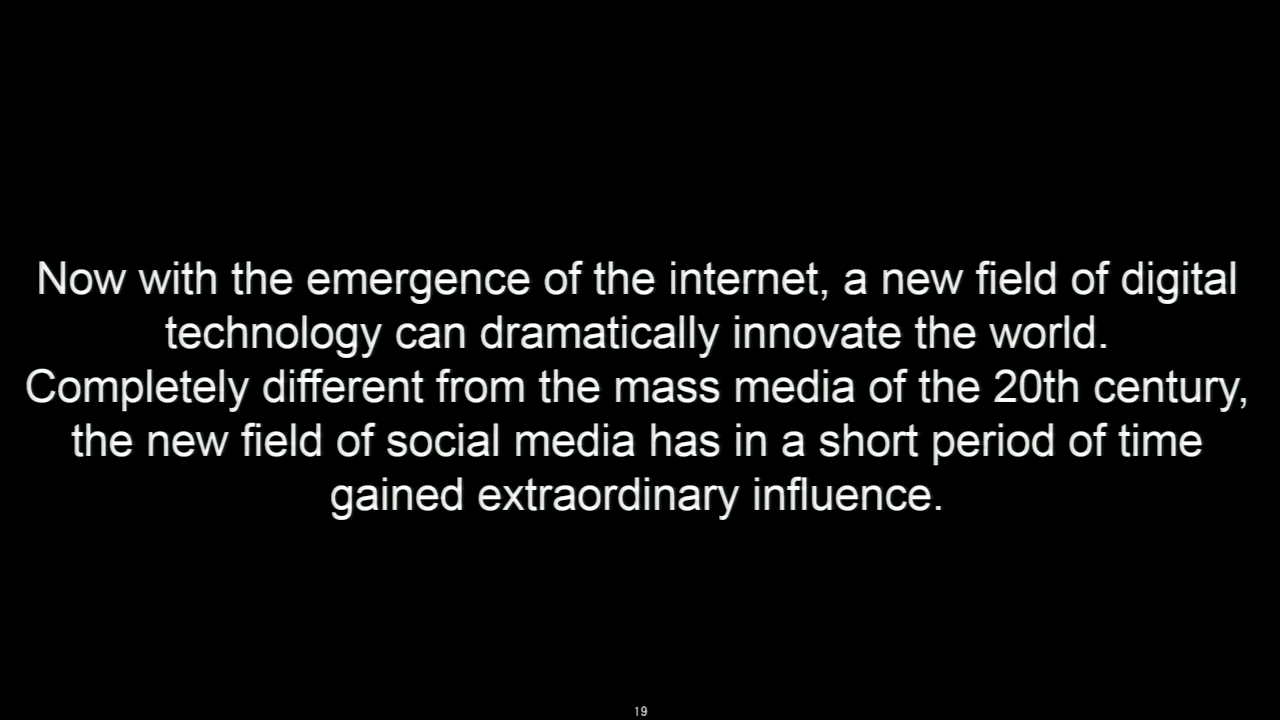 Now with the emergence of the internet, a new field of digital
technology can dramatically innovate the world.
Completely different from the mass media of the 20th century,
the new field of social media has in a short period of time
gained extraordinary influence.
19